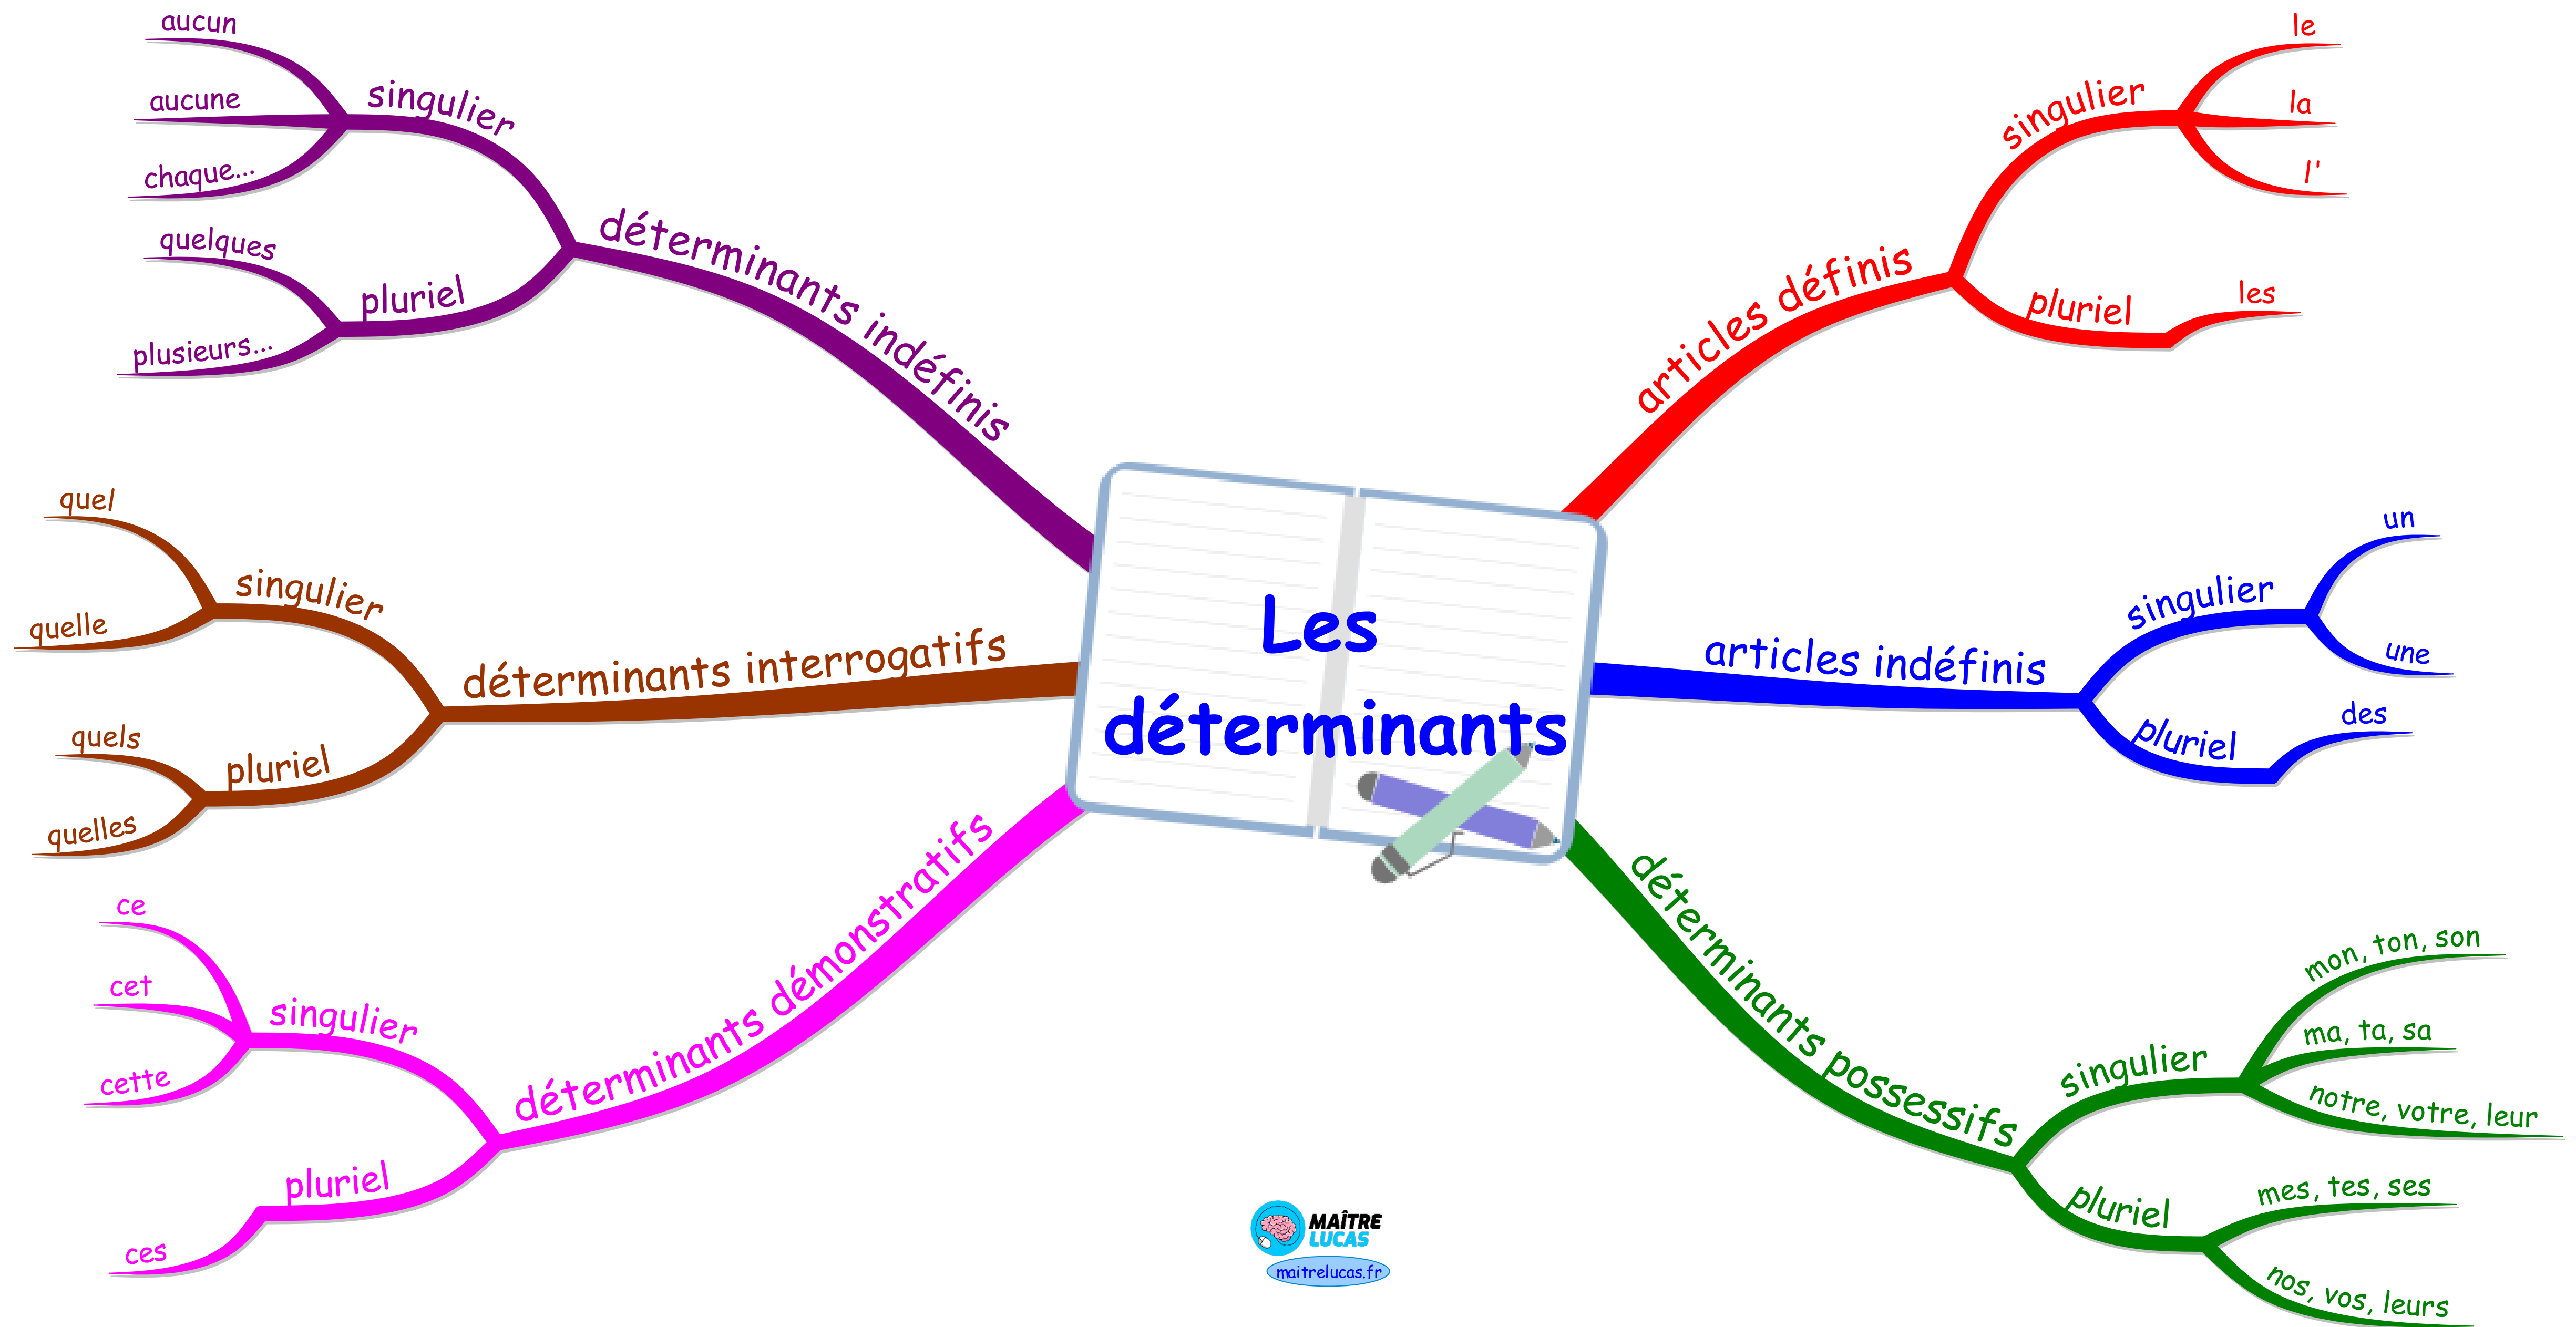 Les
déterminants
articles définis
singulier
le
la
l'
pluriel
les
articles indéfinis
singulier
un
une
pluriel
des
déterminants possessifs
singulier
mon, ton, son
ma, ta, sa
notre, votre, leur
pluriel
mes, tes, ses
nos, vos, leurs
déterminants indéfinis
singulier
aucun
aucune
chaque...
pluriel
quelques
plusieurs...
déterminants interrogatifs
singulier
quel
quelle
pluriel
quels
quelles
déterminants démonstratifs
singulier
ce
cet
cette
pluriel
ces
MAÎTRE
LUCAS
maitrelucas.fr